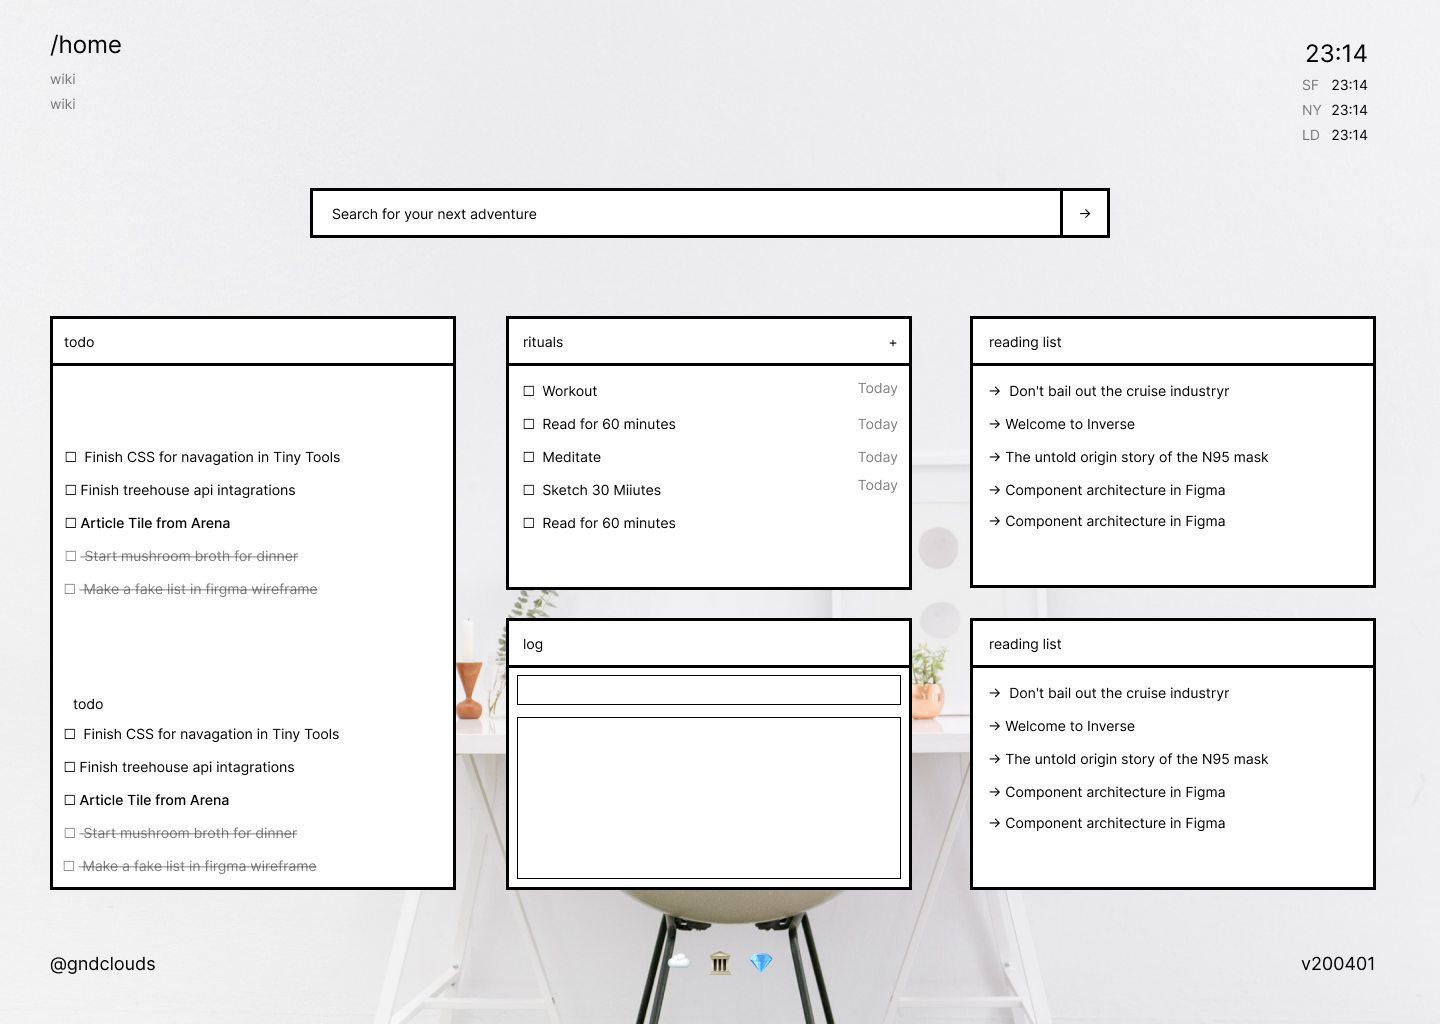 /home
wiki
wiki
23:14
SF 23:14
NY 23:14
LD 23:14
Search for your next adventure →
todo
☐ Finish CSS for navagation in Tiny Tools
☐ Finish treehouse api intagrations
☐ Article Tile from Arena
☐ Start mushroom broth for dinner
☐ Make a fake list in firgma wireframe
todo
☐ Finish CSS for navagation in Tiny Tools
☐ Finish treehouse api intagrations
☐ Article Tile from Arena
☐ Start mushroom broth for dinner
☐ Make a fake list in firgma wireframe
rituals +
☐ Workout Today
☐ Read for 60 minutes Today
☐ Meditate Today
☐ Sketch 30 Miiutes Today
☐ Read for 60 minutes
log
reading list
→ Don't bail out the cruise industryr
→ Welcome to Inverse
→ The untold origin story of the N95 mask
→ Component architecture in Figma
→ Component architecture in Figma
reading list
→ Don't bail out the cruise industryr
→ Welcome to Inverse
→ The untold origin story of the N95 mask
→ Component architecture in Figma
→ Component architecture in Figma
@gndclouds
☁️ 🏛 💎
v200401